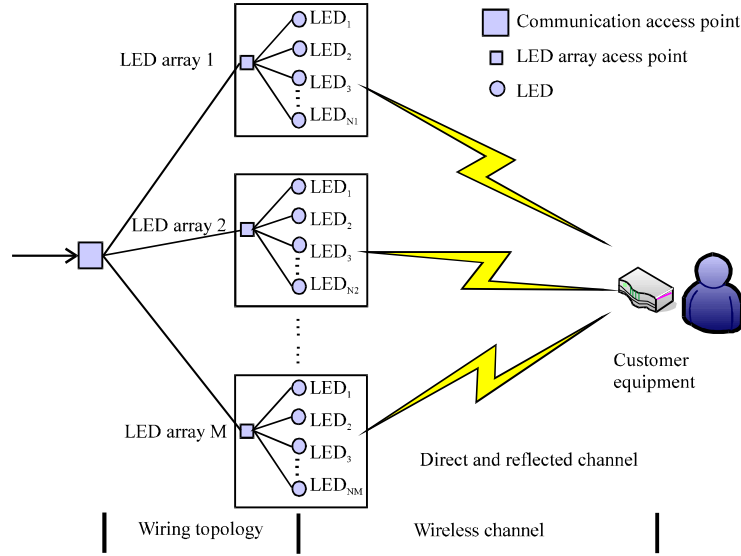 Communication access point
LED array acess point
LED
LED array 1
LED1
LED2
LED3
LEDN1
LED array 2
LED1
LED2
LED3
LEDN2
LED array M
LED1
LED2
LED3
LEDNM
Customer
equipment
Direct and reflected channel
Wiring topology
Wireless channel